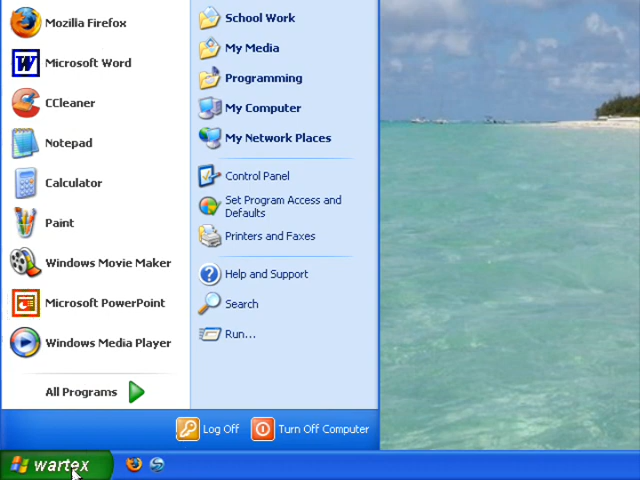 Mozilla Firefox
Microsoft Word
CCleaner
Notepad
Calculator
Paint
Windows Movie Maker
Microsoft PowerPoint
Windows Media Player
All Programs
School Work
My Media
Programming
My Computer
My Network Places
Control Panel
Set Program Access and
Defaults
Printers and Faxes
Help and Support
Search
Run...
Log Off
Turn Off Computer
wartex